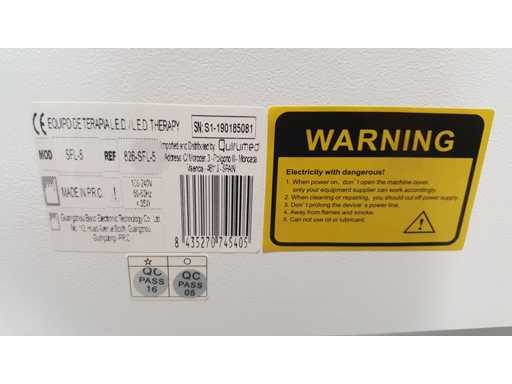 CE EQUIPO DE TERAPIA L.E.D. / L.E.D. THERAPY
MOD SFL-5 REF 826-SFL-5
MADE IN P.R.C.
100-240V
50-60Hz
Guangzhou Electronic Technology Co. Ltd
Guangzhou
P.R.C
SN: S1-190185081
Imported and Distributed by Quirumed
Valencia SPAIN
8 435270 745405
WARNING
Electricity with dangerous!
1. When power on, don`t open the machine cover,
only your equipment supplier can work succedaneum.
2. When cleaning or repairing, you should cut off power supply.
3. Don`t prolong the device`s power line.
4. Away from flames and smoke.
5. Can not use oil or lubricant.
QC
PASS
16
QC
PASS
05